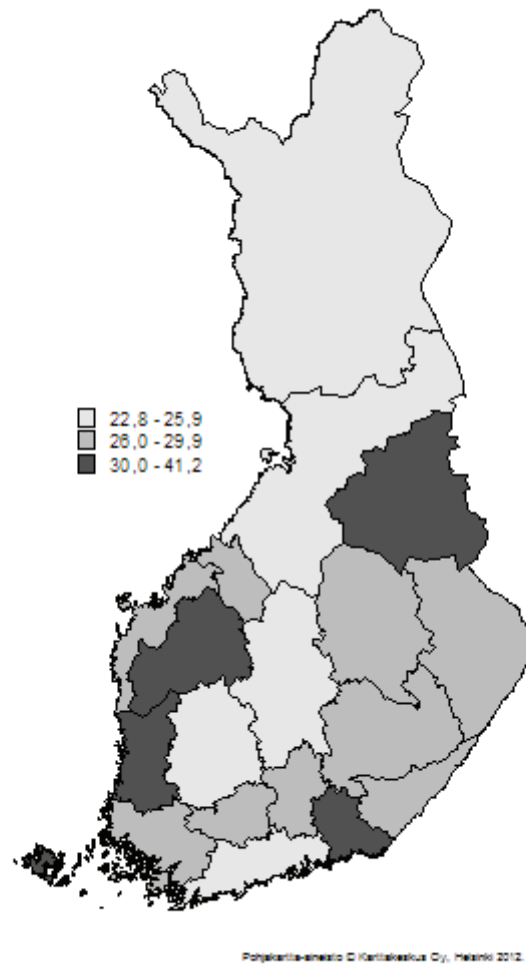 22,8 - 25,9
26,0 - 29,9
30,0 - 41,2
Pohjakartta-aineisto © Karttakeskus Oy, Helsinki 2012